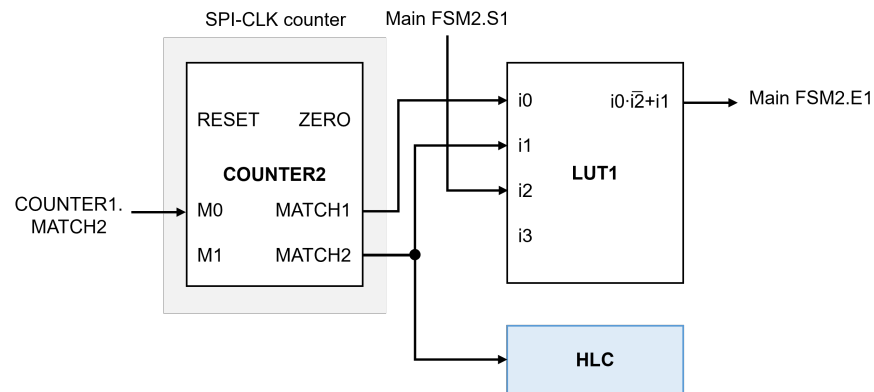 SPI-CLK counter
Main FSM2.S1
RESET ZERO
COUNTER2
M0 MATCH1
M1 MATCH2
COUNTER1.
MATCH2
i0 i0·i̅2+i1
i1
LUT1
i2
i3
Main FSM2.E1
HLC